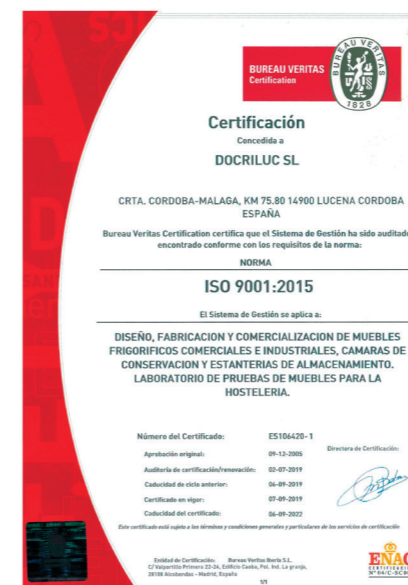 BUREAU VERITAS
Certification
BUREAU VERITAS
1828
Certificación
Concedida a
DOCRILUC SL
CRTA. CORDOBA-MALAGA, KM 75.80 14900 LUCENA CORDOBA
ESPAÑA
Bureau Veritas Certification certifica que el Sistema de Gestión ha sido auditado
encontrado conforme con los requisitos de la norma:
NORMA
ISO 9001:2015
El Sistema de Gestión se aplica a:
DISEÑO, FABRICACION Y COMERCIALIZACION DE MUEBLES
FRIGORIFICOS COMERCIALES E INDUSTRIALES, CAMARAS DE
CONSERVACION Y ESTANTERIAS DE ALMACENAMIENTO.
LABORATORIO DE PRUEBAS DE MUEBLES PARA LA
HOSTELERIA.
Número del Certificado: ES106420-1
Directora de Certificación:
Aprobación original: 09-12-2005
Auditoría de certificación/renovación: 02-07-2019
Caducidad de ciclo anterior: 06-09-2019
Certificado en vigor: 07-09-2019
Caducidad del certificado: 06-09-2022
Este certificado está sujeto a los términos y condiciones generales y particulares de los servicios de certificación
Entidad de Certificación: Bureau Veritas Iberia S.L.
C/ Valportillo Primera 22-24, Edificio Caoba, Pol. Ind. La granja,
28108 Alcobendas – Madrid, España
1/1
ENAC
CERTIFICACIÓN